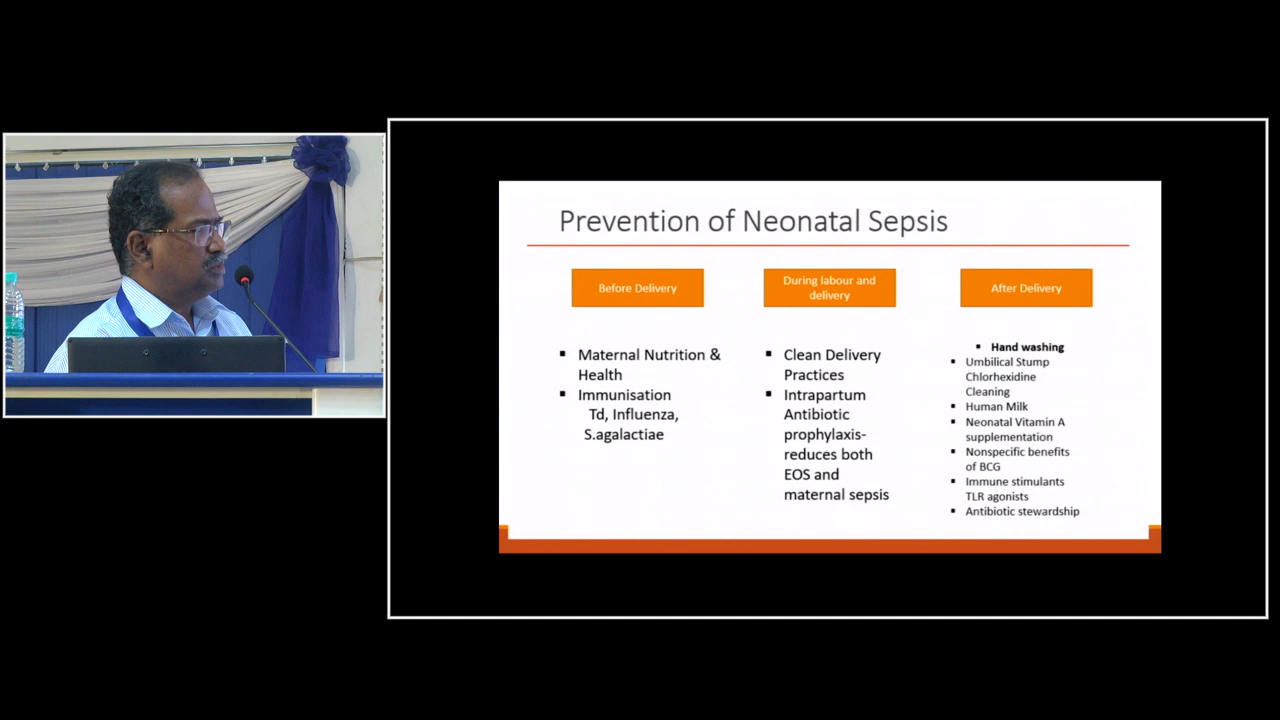 Prevention of Neonatal Sepsis
Before Delivery
▪ Maternal Nutrition &
Health
▪ Immunisation
Td, Influenza,
S.agalactiae
During labour and
delivery
▪ Clean Delivery
Practices
▪ Intrapartum
Antibiotic
prophylaxis-
reduces both
EOS and
maternal sepsis
After Delivery
▪ Hand washing
▪ Umbilical Stump
Chlorhexidine
Cleaning
▪ Human Milk
▪ Neonatal Vitamin A
supplementation
▪ Nonspecific benefits
of BCG
▪ Immune stimulants
TLR agonists
▪ Antibiotic stewardship